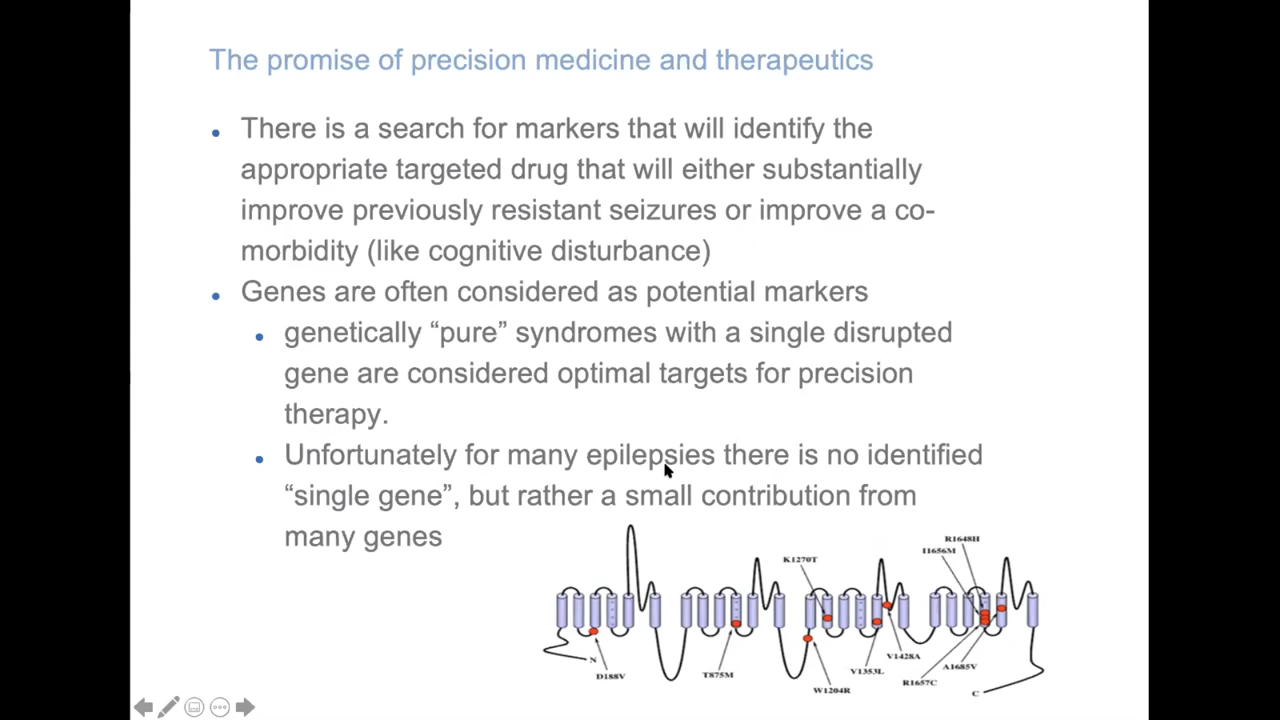 The promise of precision medicine and therapeutics
• There is a search for markers that will identify the
appropriate targeted drug that will either substantially
improve previously resistant seizures or improve a co-
morbidity (like cognitive disturbance)
• Genes are often considered as potential markers
• genetically “pure” syndromes with a single disrupted
gene are considered optimal targets for precision
therapy.
• Unfortunately for many epilepsies there is no identified
“single gene”, but rather a small contribution from
many genes
R1648H
I1656M
K1270T
N
D188V
T875M
W1204R
V1353L
V1428A
R1657C
A1685V
C